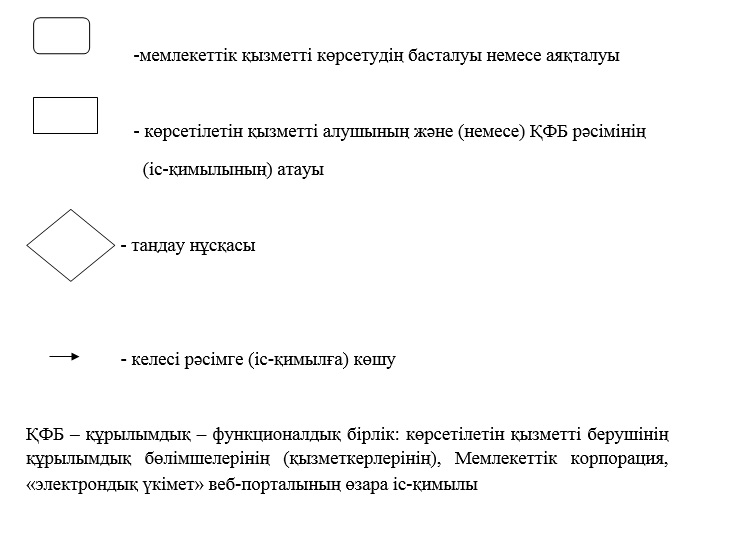 -мемлекеттік қызметті көрсетудің басталуы немесе аяқталуы
- көрсетілетін қызметті алушының және (немесе) ҚФБ рәсімінің
(іс-қимылының) атауы
- таңдау нұсқасы
- келесі рәсімге (іс-қимылға) көшу
ҚФБ – құрылымдық – функционалдық бірлік: көрсетілетін қызметті берушінің
құрылымдық бөлімшелерінің (қызметкерлерінің), Мемлекеттік корпорация,
«электрондық үкімет» веб-порталының өзара іс-қимылы